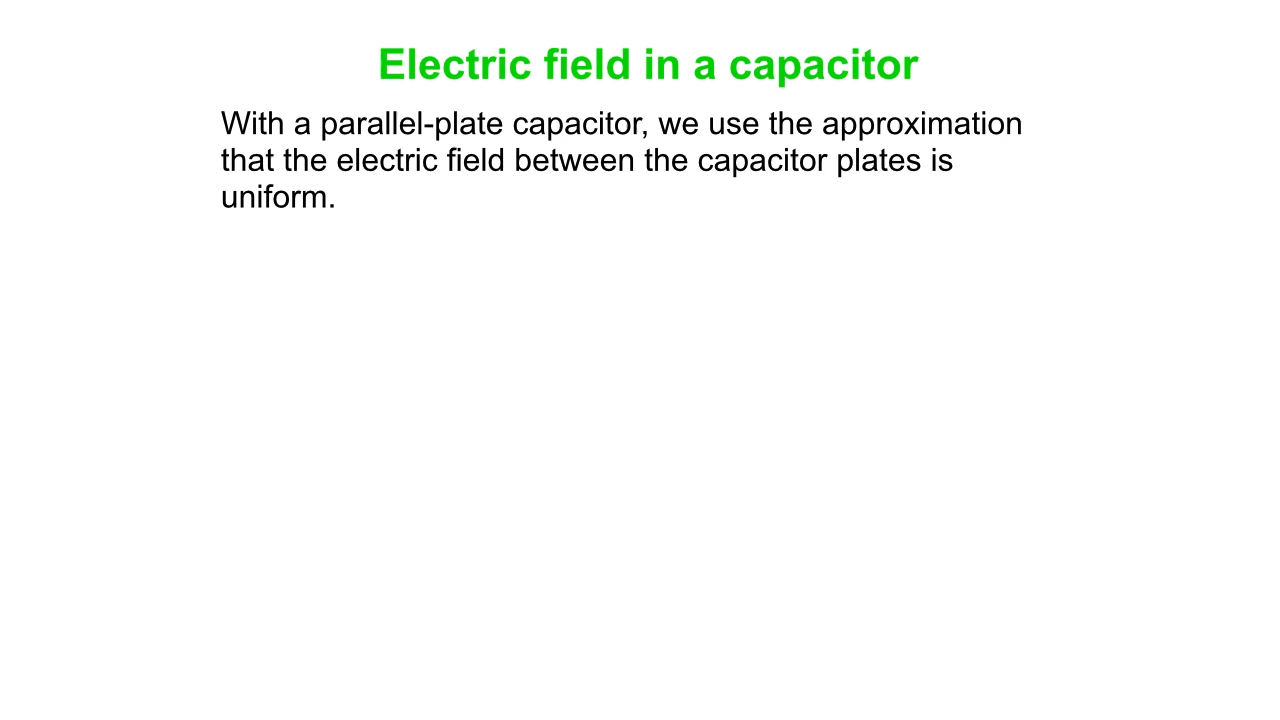 Electric field in a capacitor
With a parallel-plate capacitor, we use the approximation
that the electric field between the capacitor plates is
uniform.